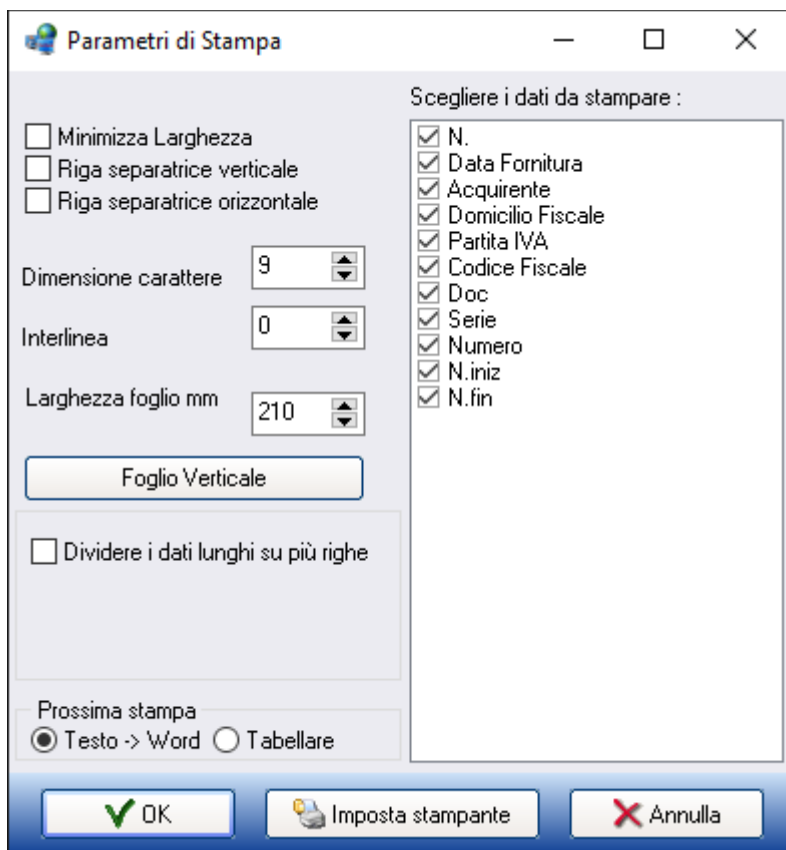 Parametri di Stampa
Minimizza Larghezza
Riga separatrice verticale
Riga separatrice orizzontale
Dimensione carattere 9
Interlinea 0
Larghezza foglio mm 210
Foglio Verticale
Dividere i dati lunghi su più righe
Prossima stampa
Testo -> Word Tabellare
Scegliere i dati da stampare :
N.
Data Fornitura
Acquirente
Domicilio Fiscale
Partita IVA
Codice Fiscale
Doc
Serie
Numero
N.iniz
N.fin
OK Imposta stampante Annulla